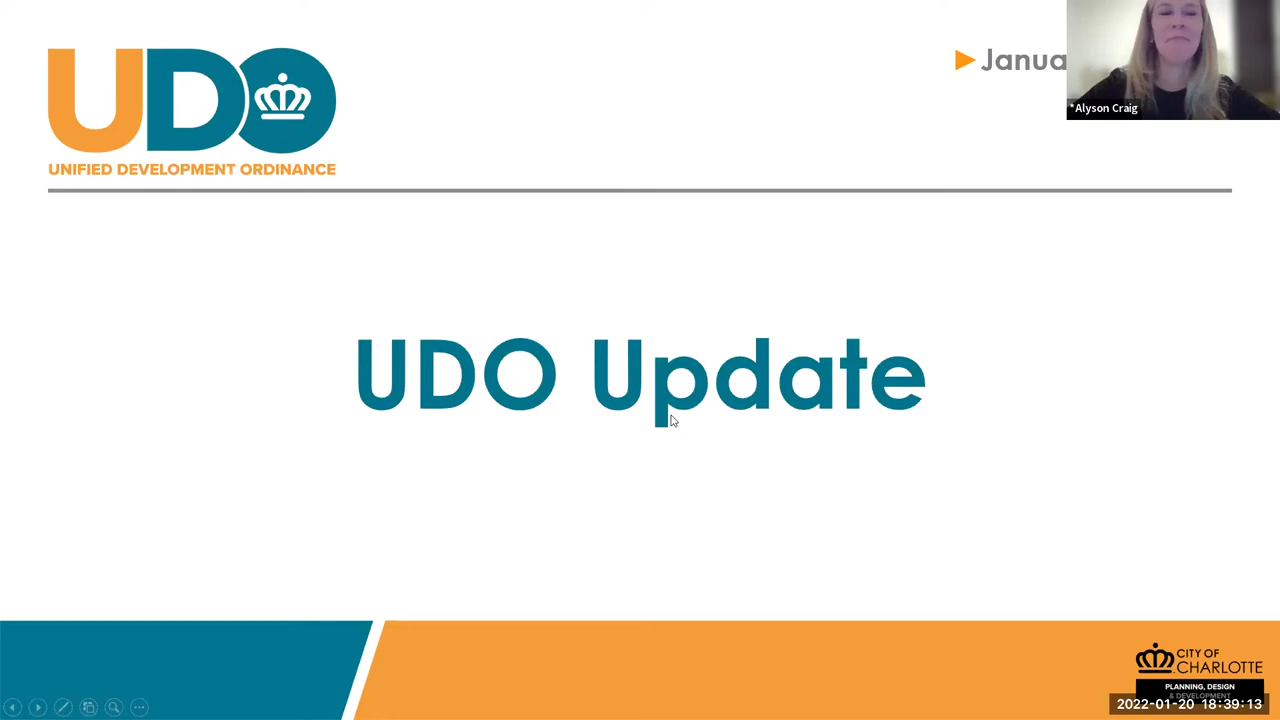 UDO
UNIFIED DEVELOPMENT ORDINANCE
Janua
*Alyson Craig
UDO Update
CITY OF
CHARLOTTE
PLANNING, DESIGN
& DEVELOPMENT
2022-01-20 18:39:13